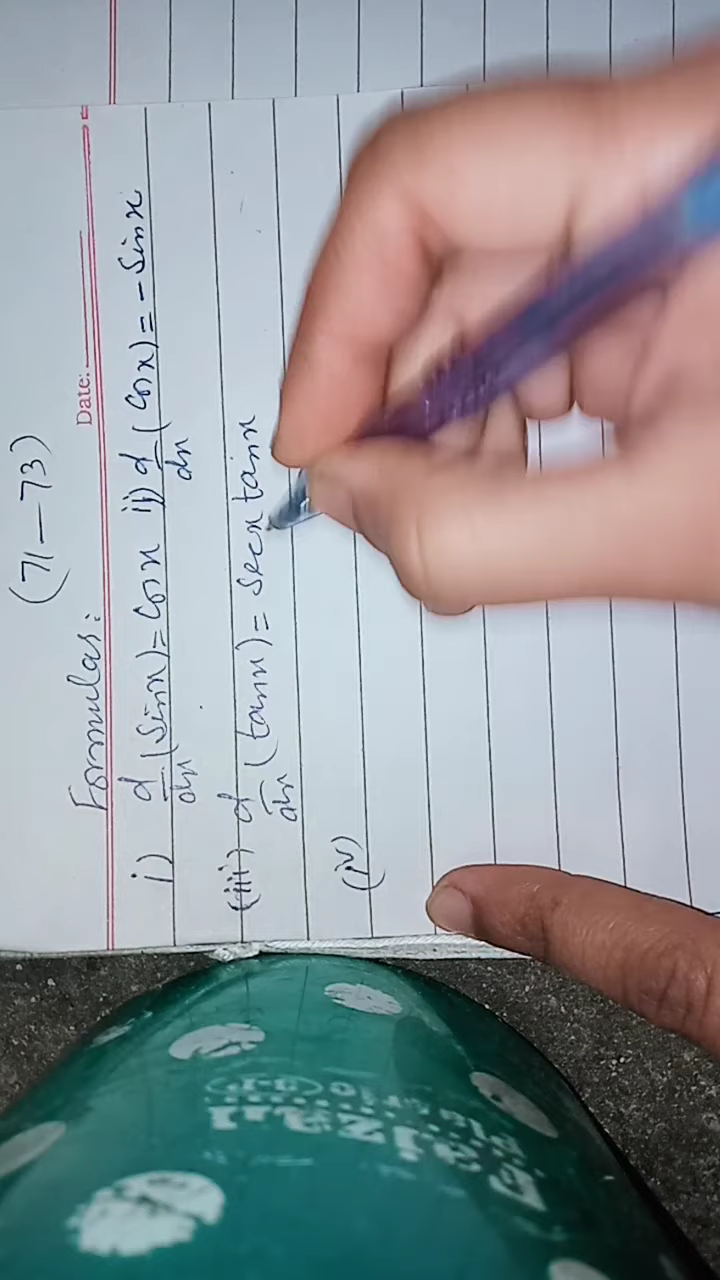 (71-73)
Formulas:
Date:
i) d/dx (Sinx) = Cosx ii) d/dx (Cosx) = -Sinx
(iii) d/dx (tanx) = Secx tanx
(iv)